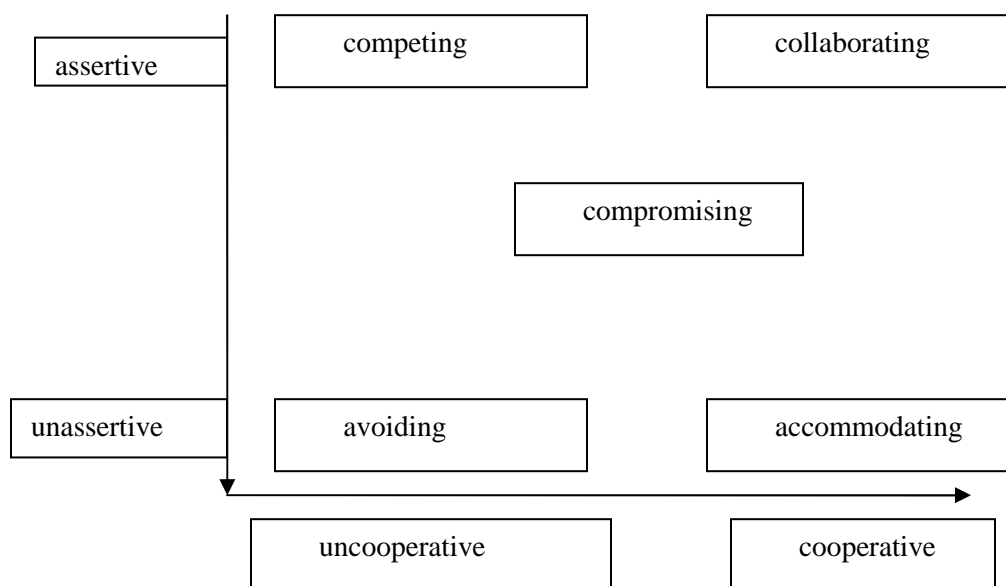 competing
collaborating
assertive
compromising
unassertive
avoiding
accommodating
uncooperative
cooperative